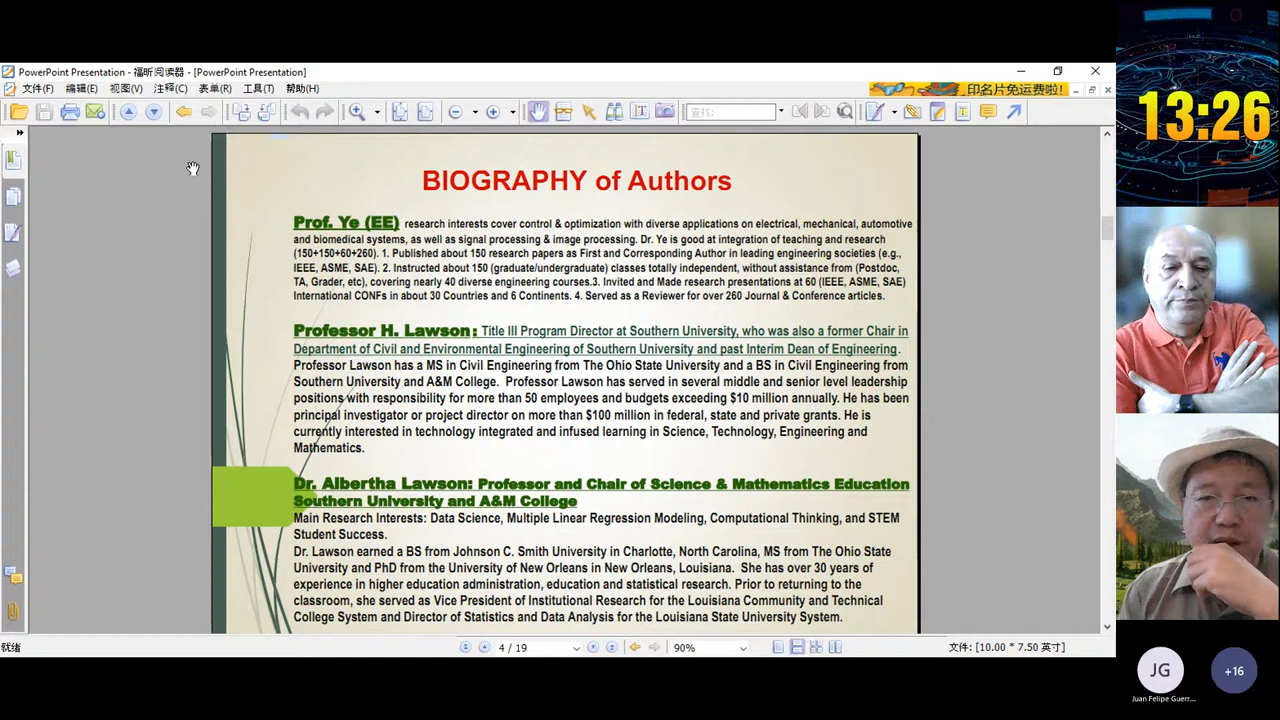 PowerPoint Presentation - 福昕阅读器 - [PowerPoint Presentation]
文件(F) 编辑(E) 视图(V) 注释(C) 表单(R) 工具(T) 帮助(H)
印名片免运费啦!
查找:
13:26
BIOGRAPHY of Authors
Prof. Ye (EE) research interests cover control & optimization with diverse applications on electrical, mechanical, automotive
and biomedical systems, as well as signal processing & image processing. Dr. Ye is good at integration of teaching and research
(150+150+60+260). 1. Published about 150 research papers as First and Corresponding Author in leading engineering societies (e.g.,
IEEE, ASME, SAE). 2. Instructed about 150 (graduate/undergraduate) classes totally independent, without assistance from (Postdoc,
TA, Grader, etc), covering nearly 40 diverse engineering courses.3. Invited and Made research presentations at 60 (IEEE, ASME, SAE)
International CONFs in about 30 Countries and 6 Continents. 4. Served as a Reviewer for over 260 Journal & Conference articles.
Professor H. Lawson: Title III Program Director at Southern University, who was also a former Chair in
Department of Civil and Environmental Engineering of Southern University and past Interim Dean of Engineering.
Professor Lawson has a MS in Civil Engineering from The Ohio State University and a BS in Civil Engineering from
Southern University and A&M College. Professor Lawson has served in several middle and senior level leadership
positions with responsibility for more than 50 employees and budgets exceeding $10 million annually. He has been
principal investigator or project director on more than $100 million in federal, state and private grants. He is
currently interested in technology integrated and infused learning in Science, Technology, Engineering and
Mathematics.
Dr. Albertha Lawson: Professor and Chair of Science & Mathematics Education
Southern University and A&M College
Main Research Interests: Data Science, Multiple Linear Regression Modeling, Computational Thinking, and STEM
Student Success.
Dr. Lawson earned a BS from Johnson C. Smith University in Charlotte, North Carolina, MS from The Ohio State
University and PhD from the University of New Orleans in New Orleans, Louisiana. She has over 30 years of
experience in higher education administration, education and statistical research. Prior to returning to the
classroom, she served as Vice President of Institutional Research for the Louisiana Community and Technical
College System and Director of Statistics and Data Analysis for the Louisiana State University System.
就绪
4 / 19
90%
文件: [10.00 * 7.50 英寸]
JG
Juan Felipe Guerr...
+16